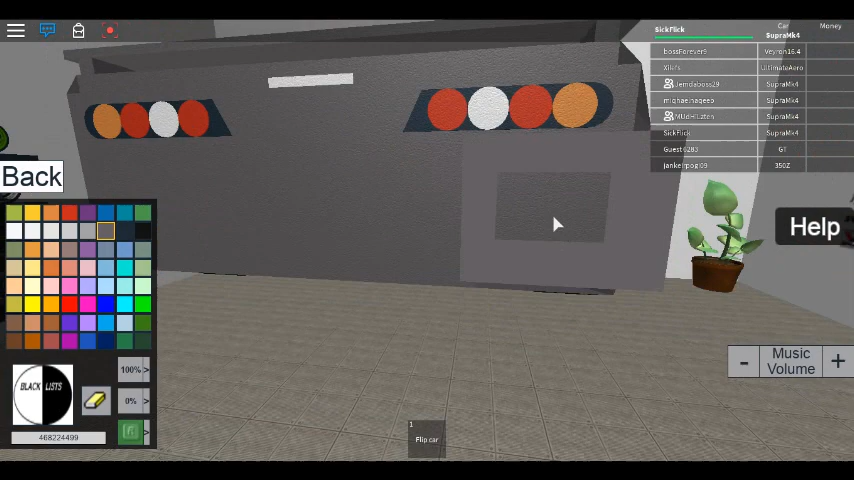 SickFlick
Car
SupraMk4
Money
bossForever9 Veyron16.4
UltimateAero
Jemdaboss29 SupraMk4
SupraMk4
SupraMk4
SickFlick SupraMk4
Guest 6283 GT
350Z
Back
Help
BLACK LISTS
100% >
0% >
>
468224499
- Music Volume +
1
Flip car